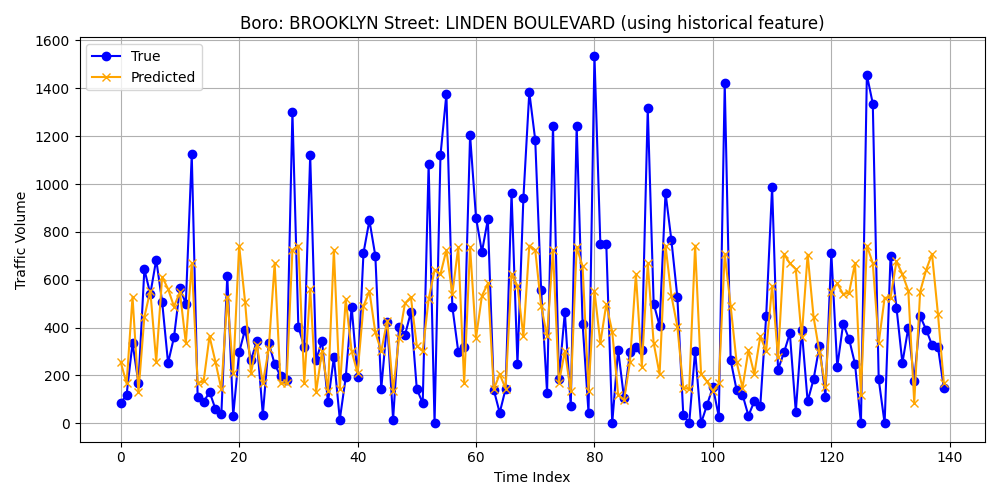 Boro: BROOKLYN Street: LINDEN BOULEVARD (using historical feature)
True
Predicted
Traffic Volume
1600
1400
1200
1000
800
600
400
200
0
0 20 40 60 80 100 120 140
Time Index